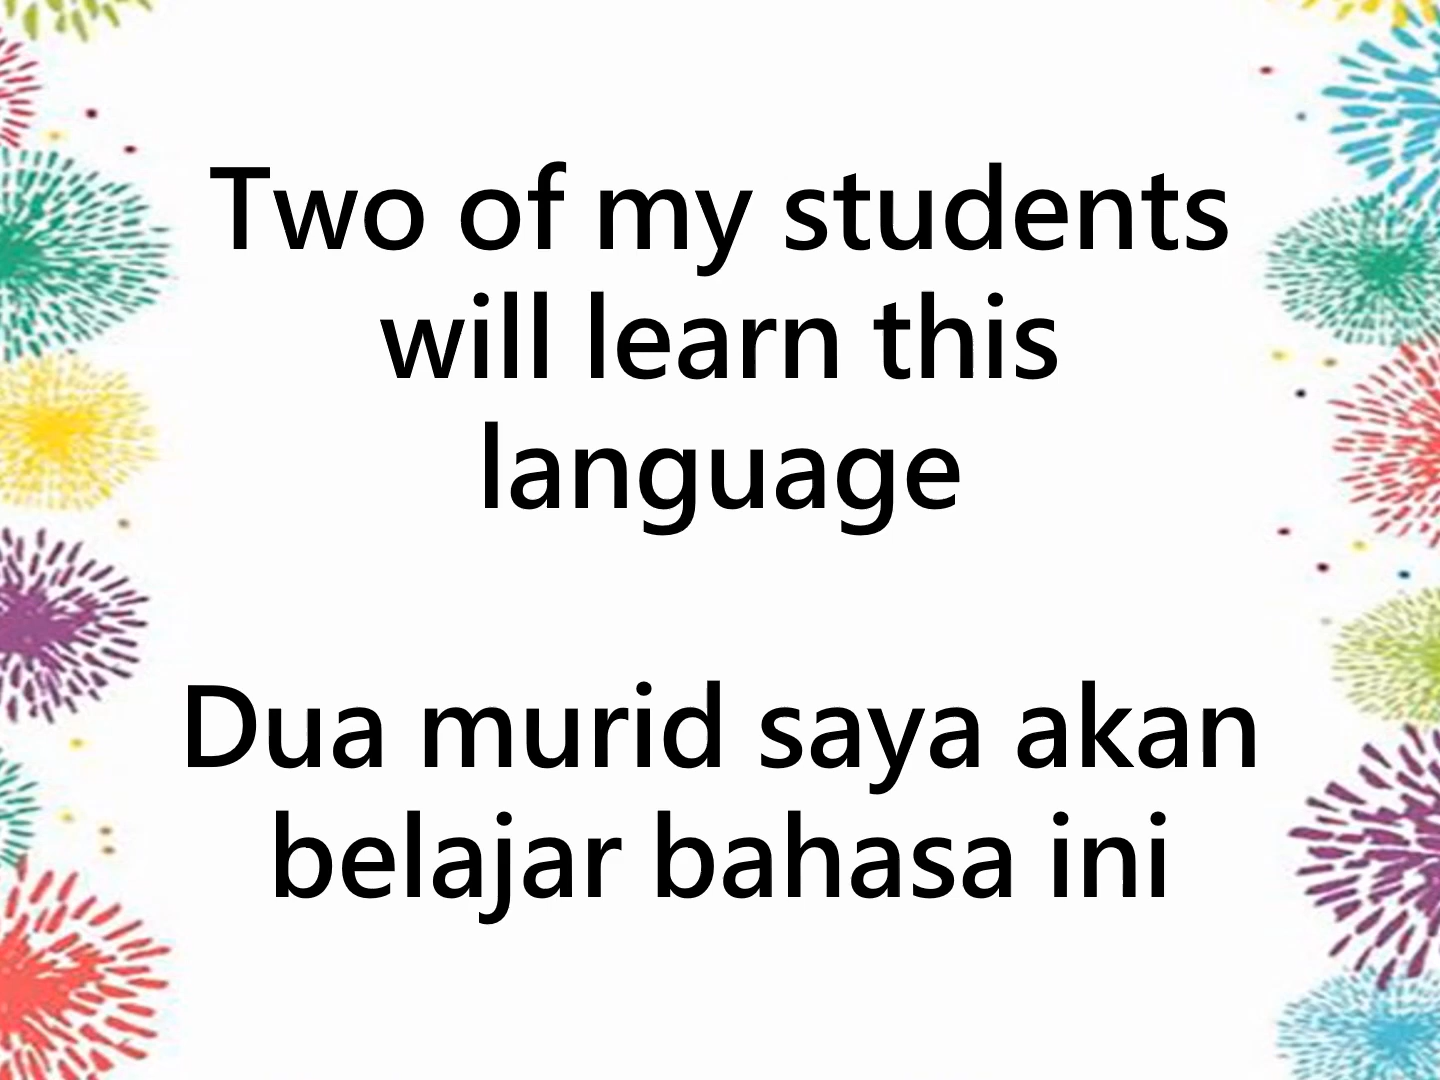 Two of my students
will learn this
language
Dua murid saya akan
belajar bahasa ini